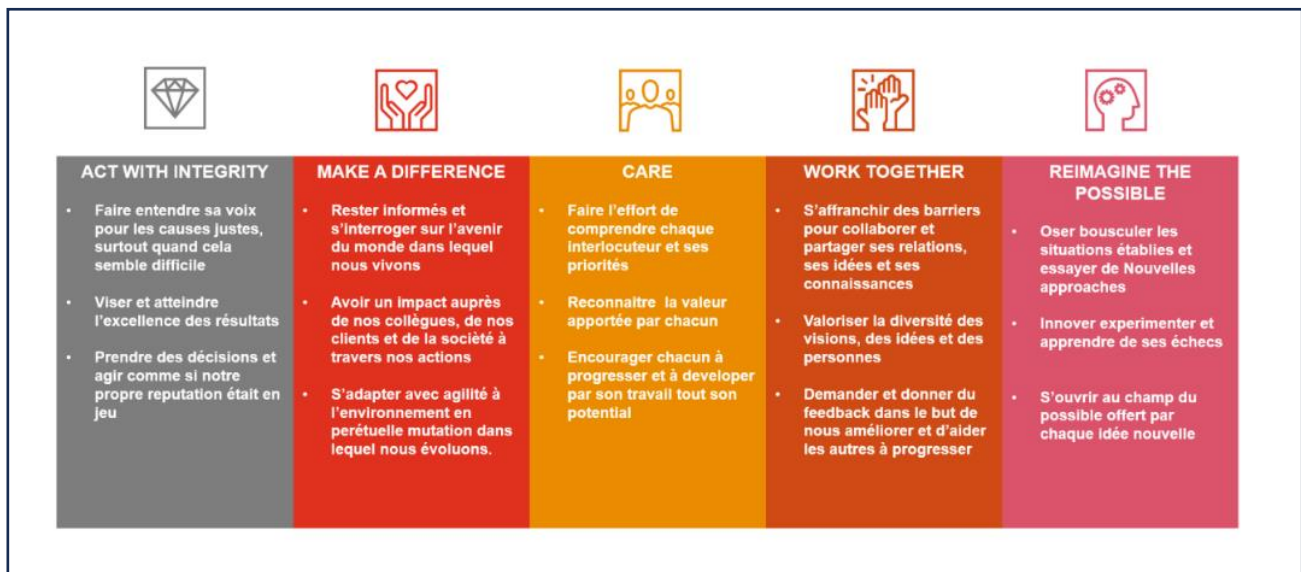 ACT WITH INTEGRITY
• Faire entendre sa voix
pour les causes justes,
surtout quand cela
semble difficile
• Viser et atteindre
l’excellence des résultats
• Prendre des décisions et
agir comme si notre
propre reputation était en
jeu
MAKE A DIFFERENCE
• Rester informés et
s’interroger sur l’avenir
du monde dans lequel
nous vivons
• Avoir un impact auprès
de nos collègues, de nos
clients et de la socièté à
travers nos actions
• S’adapter avec agilité à
l’environnement en
perétuelle mutation dans
lequel nous évoluons.
CARE
• Faire l’effort de
comprendre chaque
interlocuteur et ses
priorités
• Reconnaître la valeur
apportée par chacun
• Encourager chacun à
progresser et à developer
par son travail tout son
potential
WORK TOGETHER
• S’affranchir des barriers
pour collaborer et
partager ses relations,
ses idées et ses
connaissances
• Valoriser la diversité des
visions, des idées et des
personnes
• Demander et donner du
feedback dans le but de
nous améliorer et d’aider
les autres à progresser
REIMAGINE THE
POSSIBLE
• Oser bousculer les
situations établies et
essayer de Nouvelles
approaches
• Innover experimenter et
apprendre de ses échecs
• S’ouvrir au champ du
possible offert par
chaque idée nouvelle